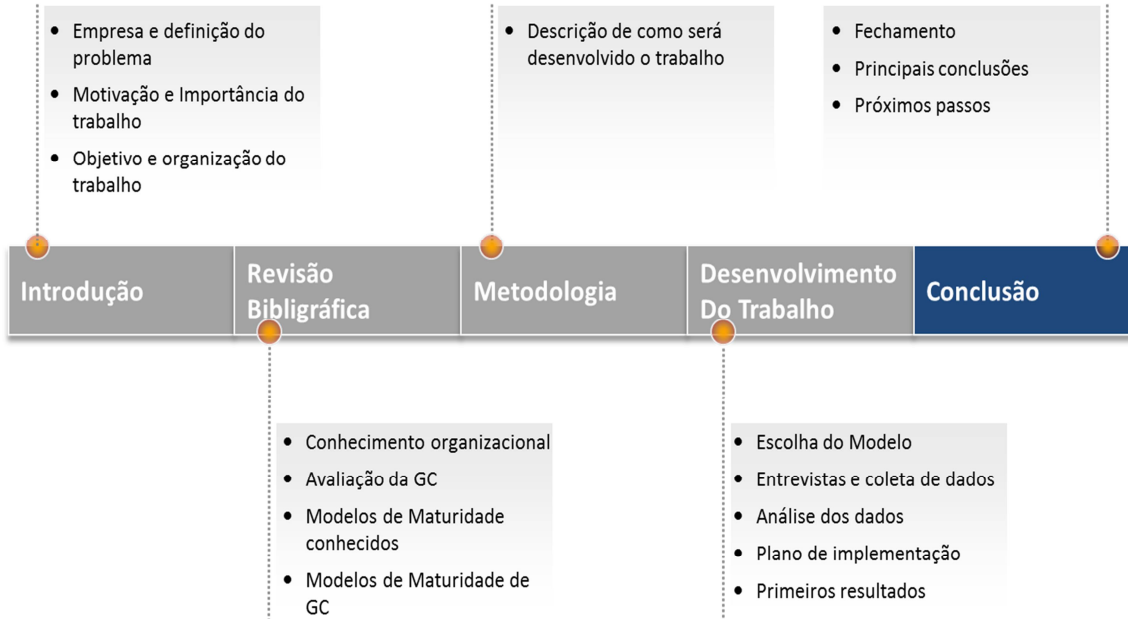 • Empresa e definição do
problema
• Motivação e Importância do
trabalho
• Objetivo e organização do
trabalho
• Descrição de como será
desenvolvido o trabalho
• Fechamento
• Principais conclusões
• Próximos passos
Introdução
Revisão
Bibligráfica
Metodologia
Desenvolvimento
Do Trabalho
Conclusão
• Conhecimento organizacional
• Avaliação da GC
• Modelos de Maturidade
conhecidos
• Modelos de Maturidade de
GC
• Escolha do Modelo
• Entrevistas e coleta de dados
• Análise dos dados
• Plano de implementação
• Primeiros resultados